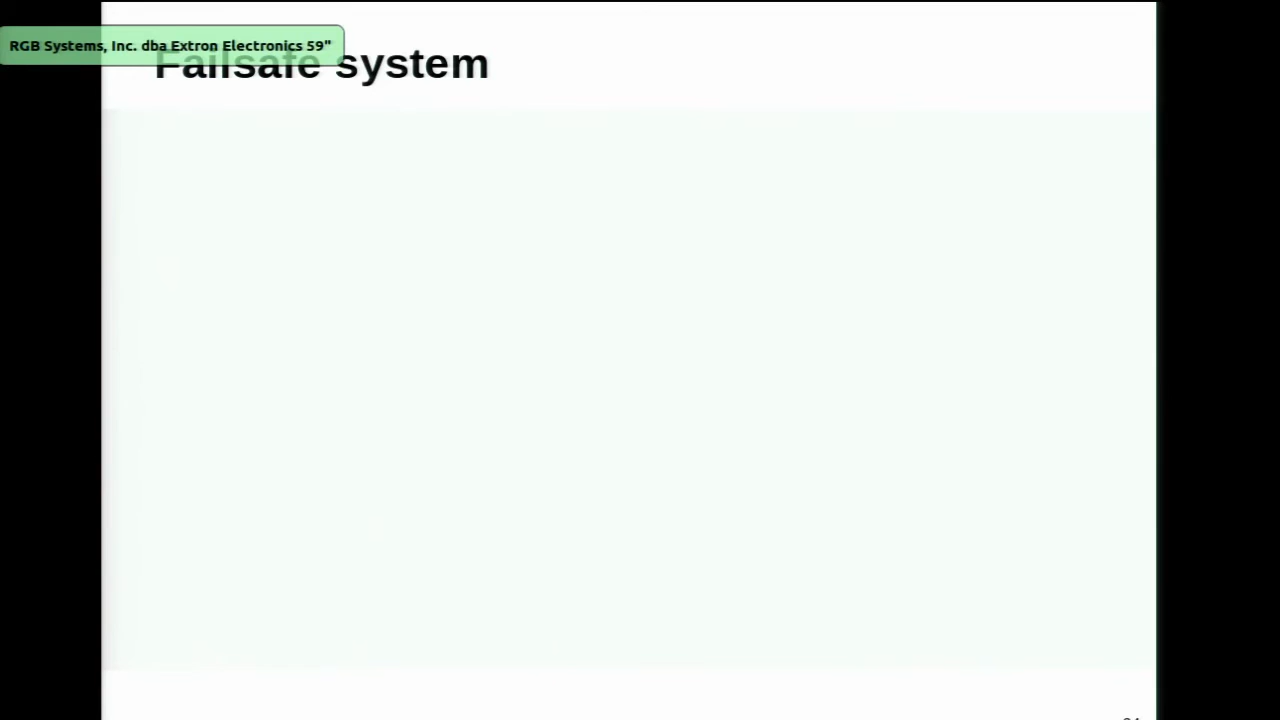 RGB Systems, Inc. dba Extron Electronics 59"
Failsafe system